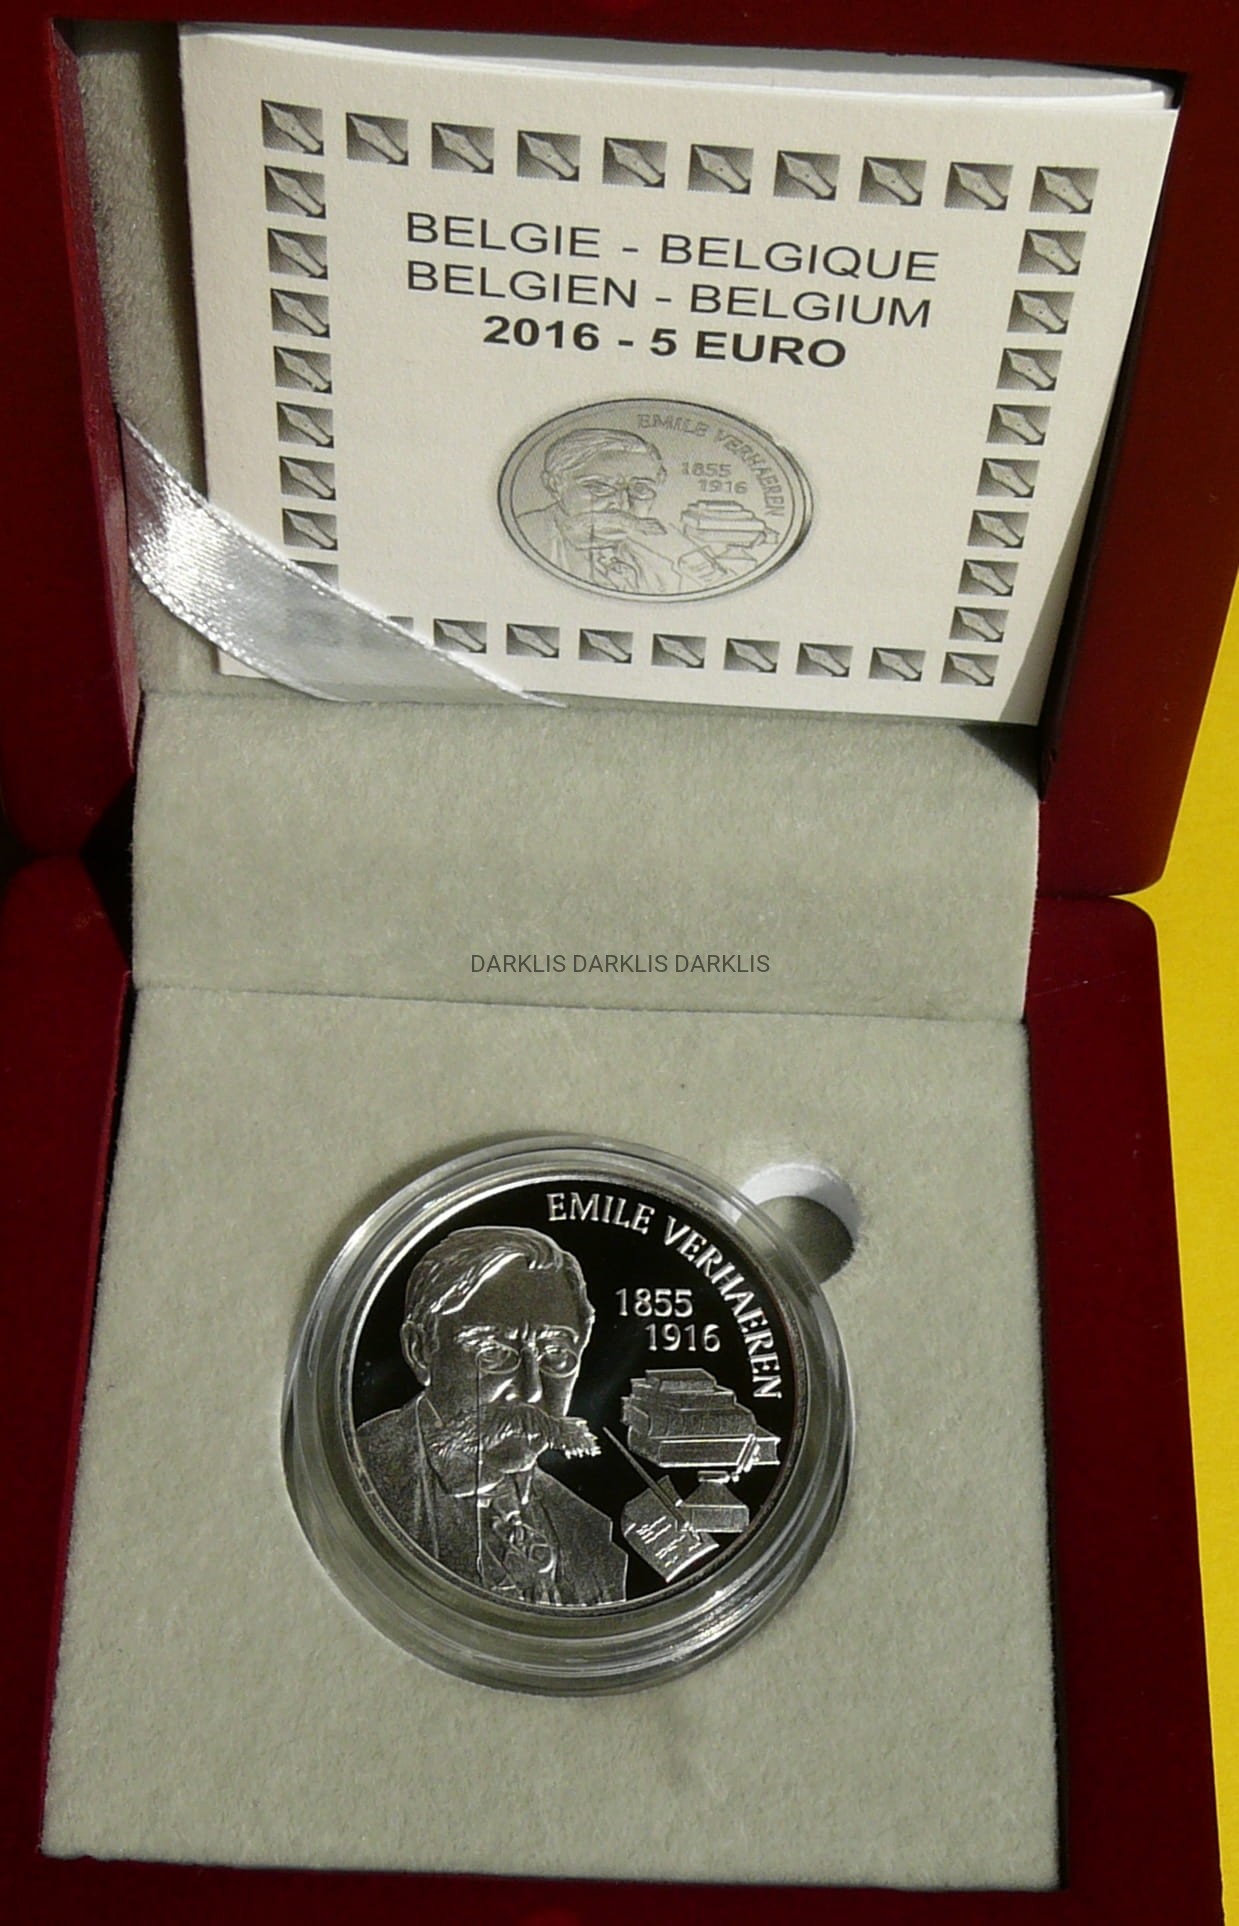 BELGIE - BELGIQUE
BELGIEN - BELGIUM
2016 - 5 EURO
EMILE VERHAEREN
1855
1916
DARKLIS DARKLIS DARKLIS
EMILE VERHAEREN
1855
1916